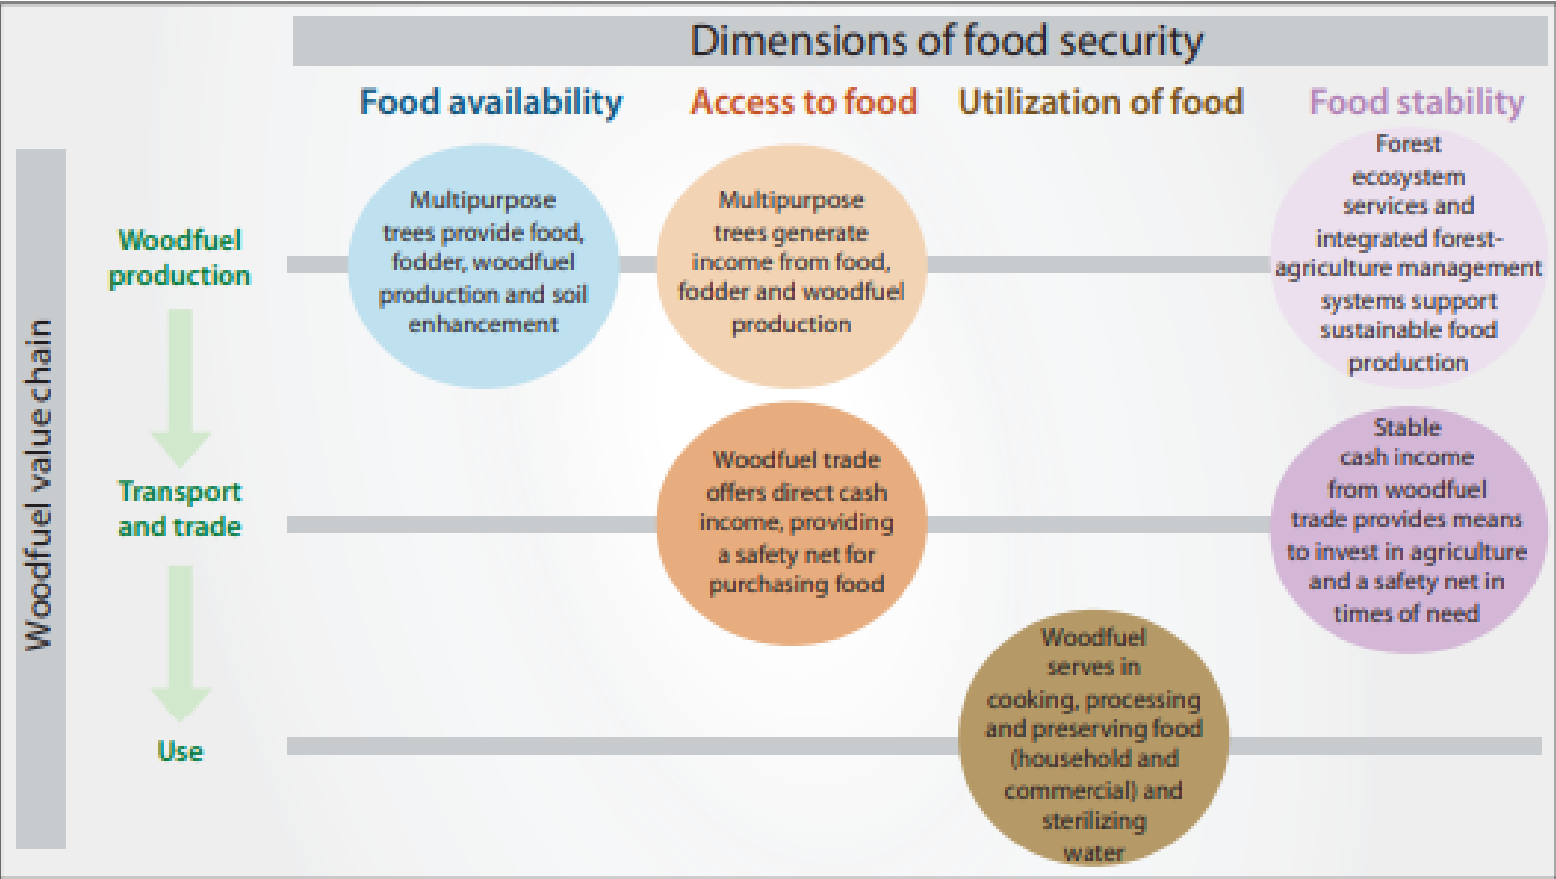 Dimensions of food security
Food availability
Access to food
Utilization of food
Food stability
Woodfuel value chain
Woodfuel
production
Multipurpose
trees provide food,
fodder, woodfuel
production and soil
enhancement
Multipurpose
trees generate
income from food,
fodder and woodfuel
production
Forest
ecosystem
services and
integrated forest-
agriculture management
systems support
sustainable food
production
Transport
and trade
Woodfuel trade
offers direct cash
income, providing
a safety net for
purchasing food
Stable
cash income
from woodfuel
trade provides means
to invest in agriculture
and a safety net in
times of need
Use
Woodfuel
serves in
cooking, processing
and preserving food
(household and
commercial) and
sterilizing
water